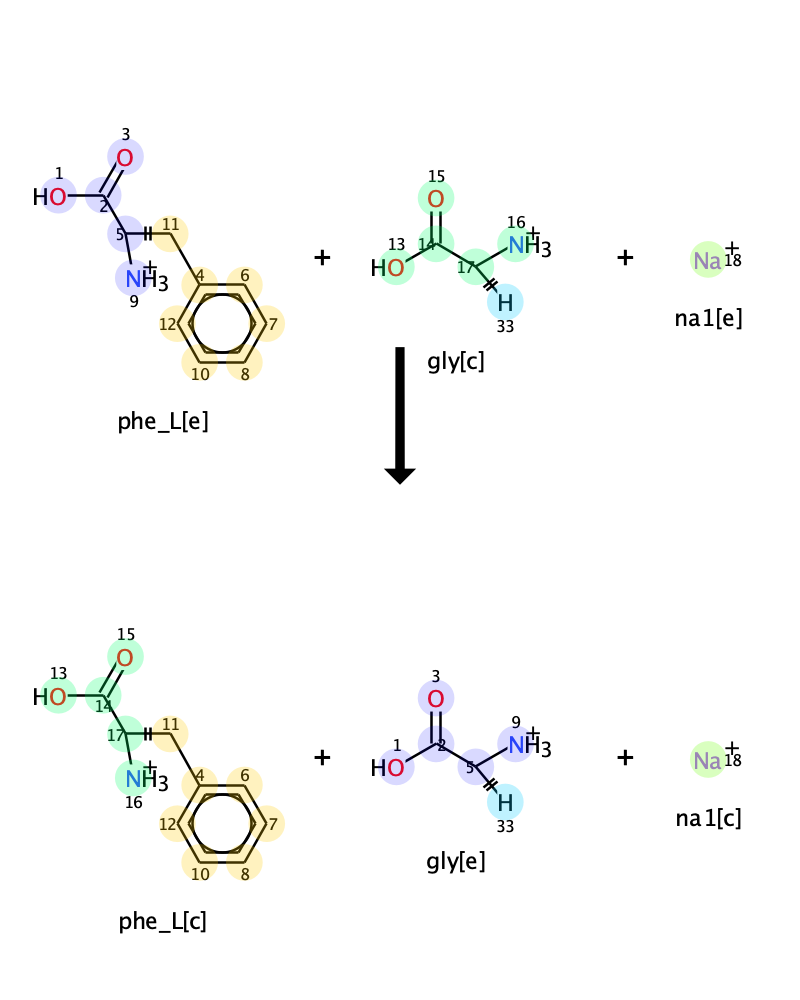 3
1
HO
O
2
5
11
NH3
+
9
4
6
12
7
10
8
phe_L[e]
+
15
O
13
HO
14
16
NH3
+
17
H
33
gly[c]
+
Na
+
18
na1[e]
15
O
13
HO
14
17
11
NH3
+
16
4
6
12
7
10
8
phe_L[c]
+
3
O
1
HO
2
9
NH3
+
5
H
33
gly[e]
+
Na
+
18
na1[c]